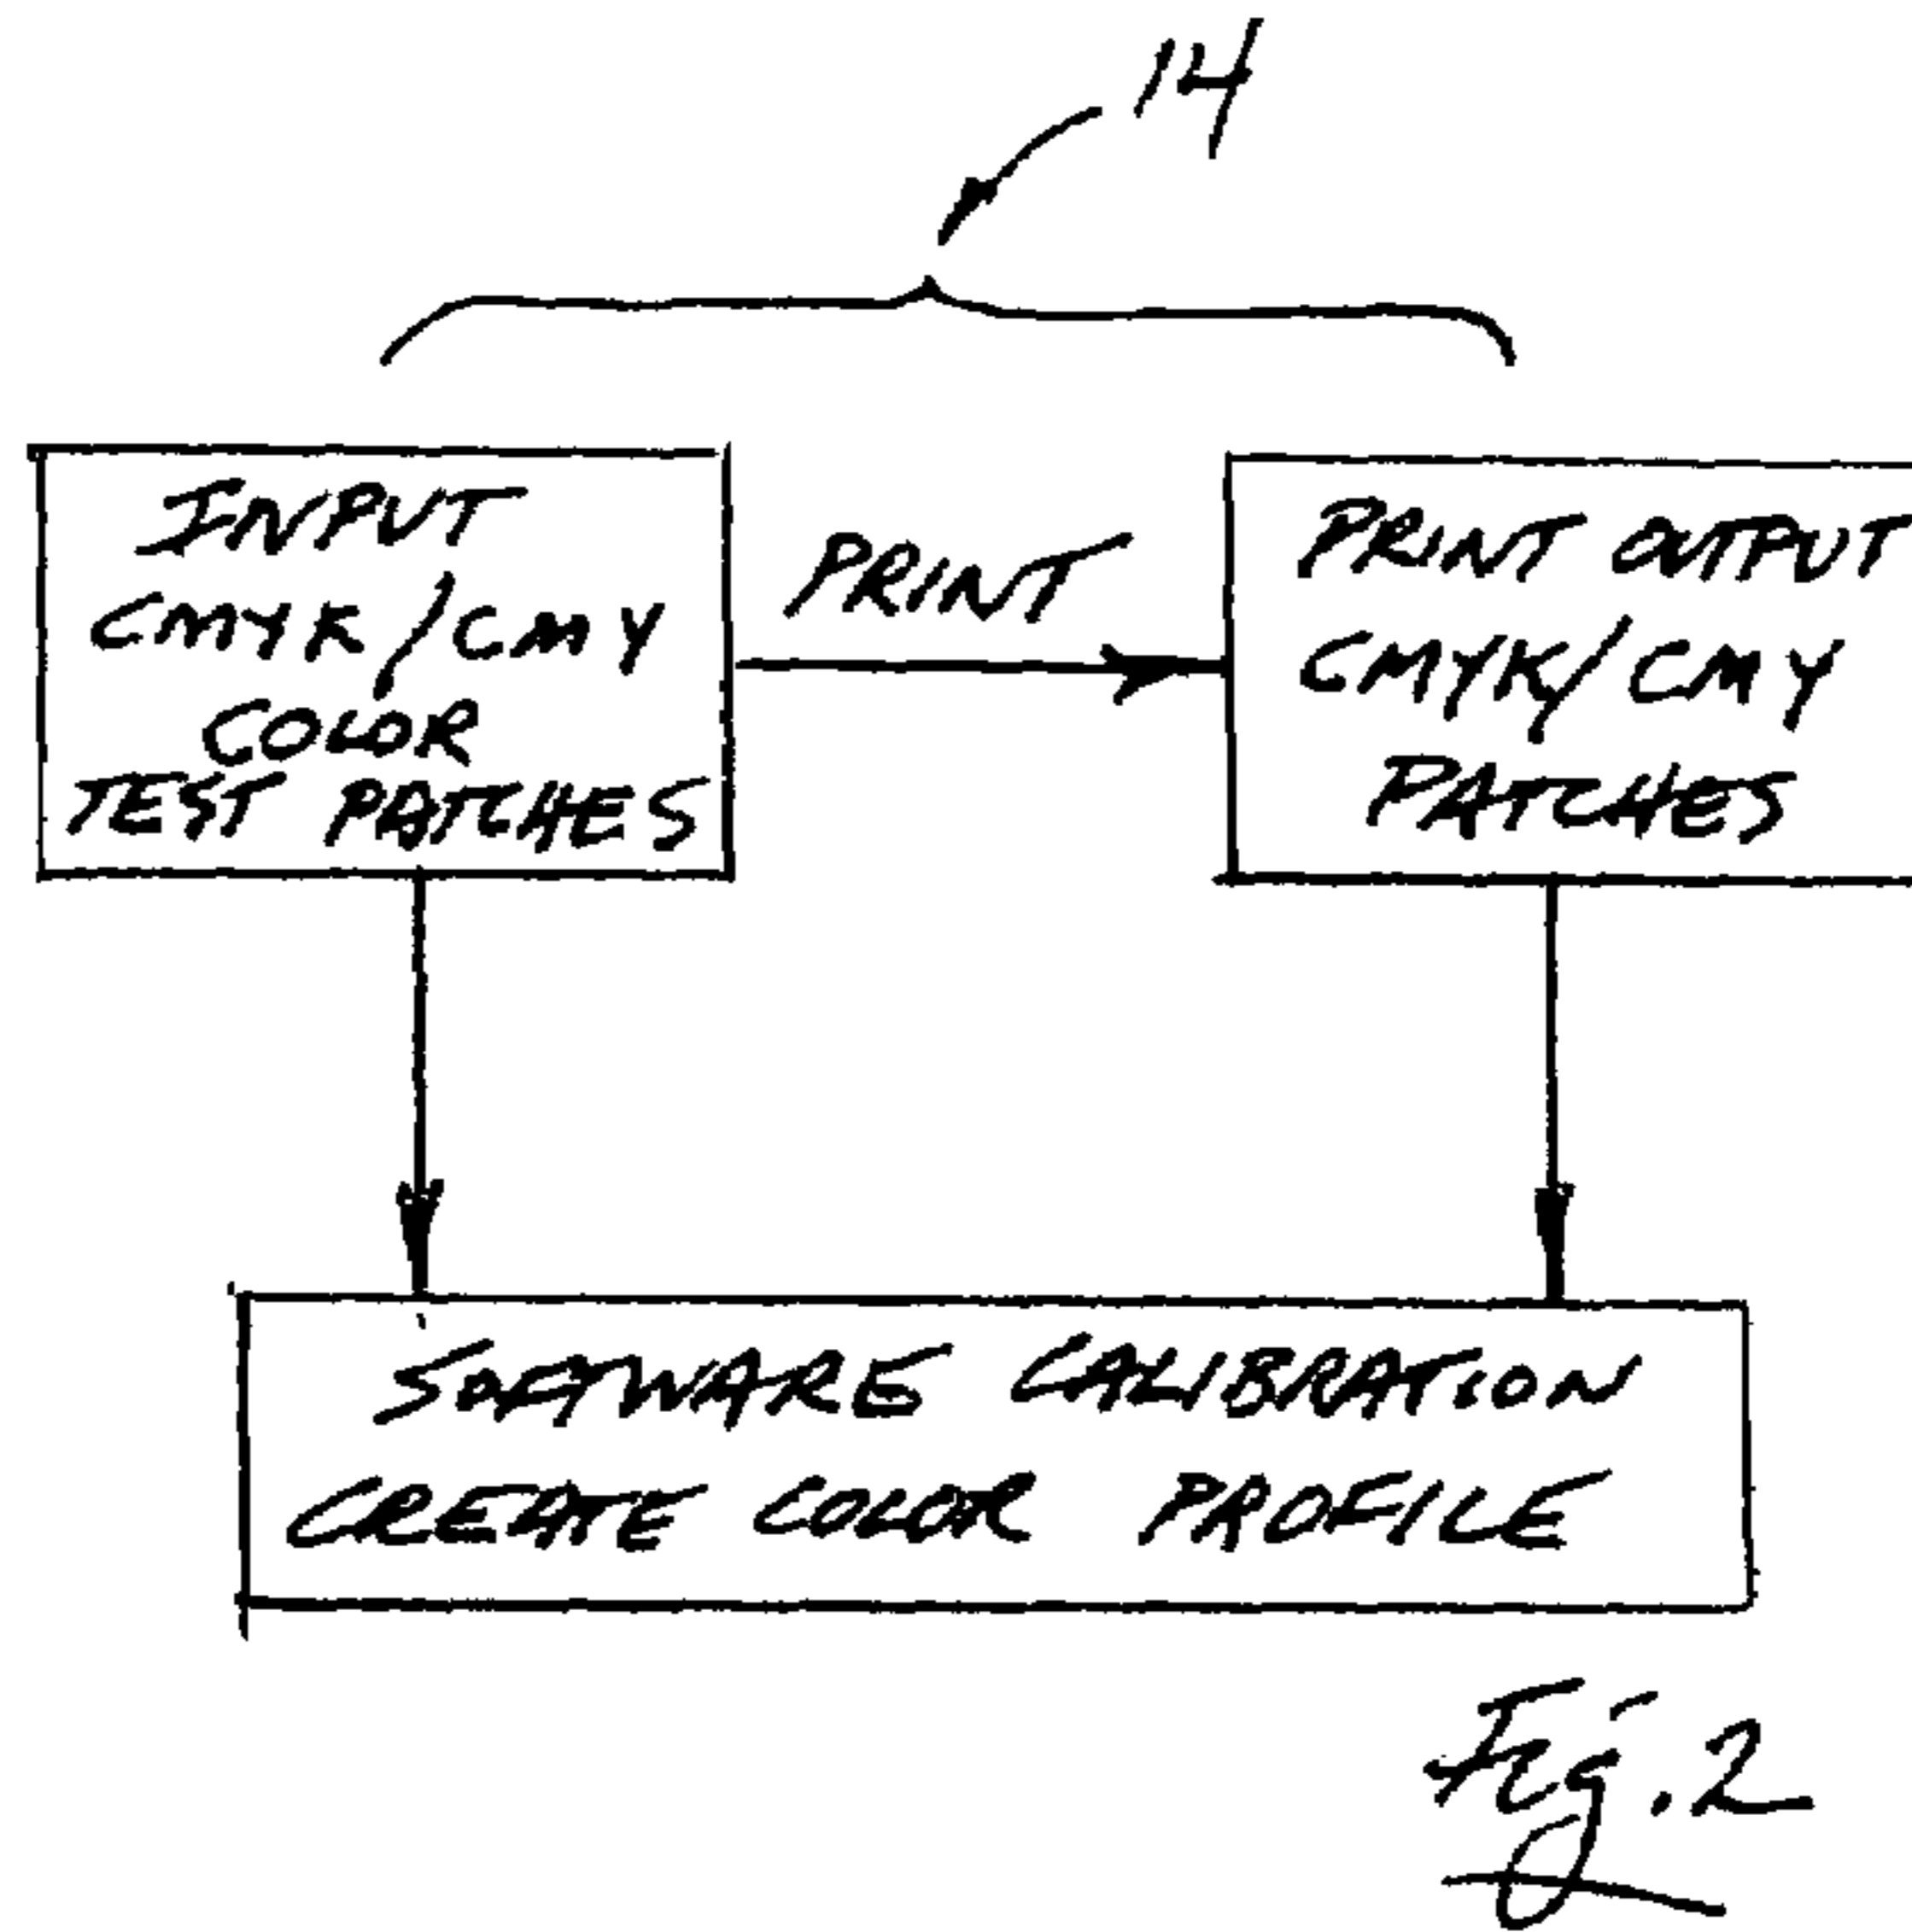 14
INPUT
CMYK/CMY
COLOR
TEST PATCHES
PRINT
PRINT OUTPUT
CMYK/CMY
PATCHES
SOFTWARE CALIBRATION
CREATE COLOR PROFILE
Fig. 2